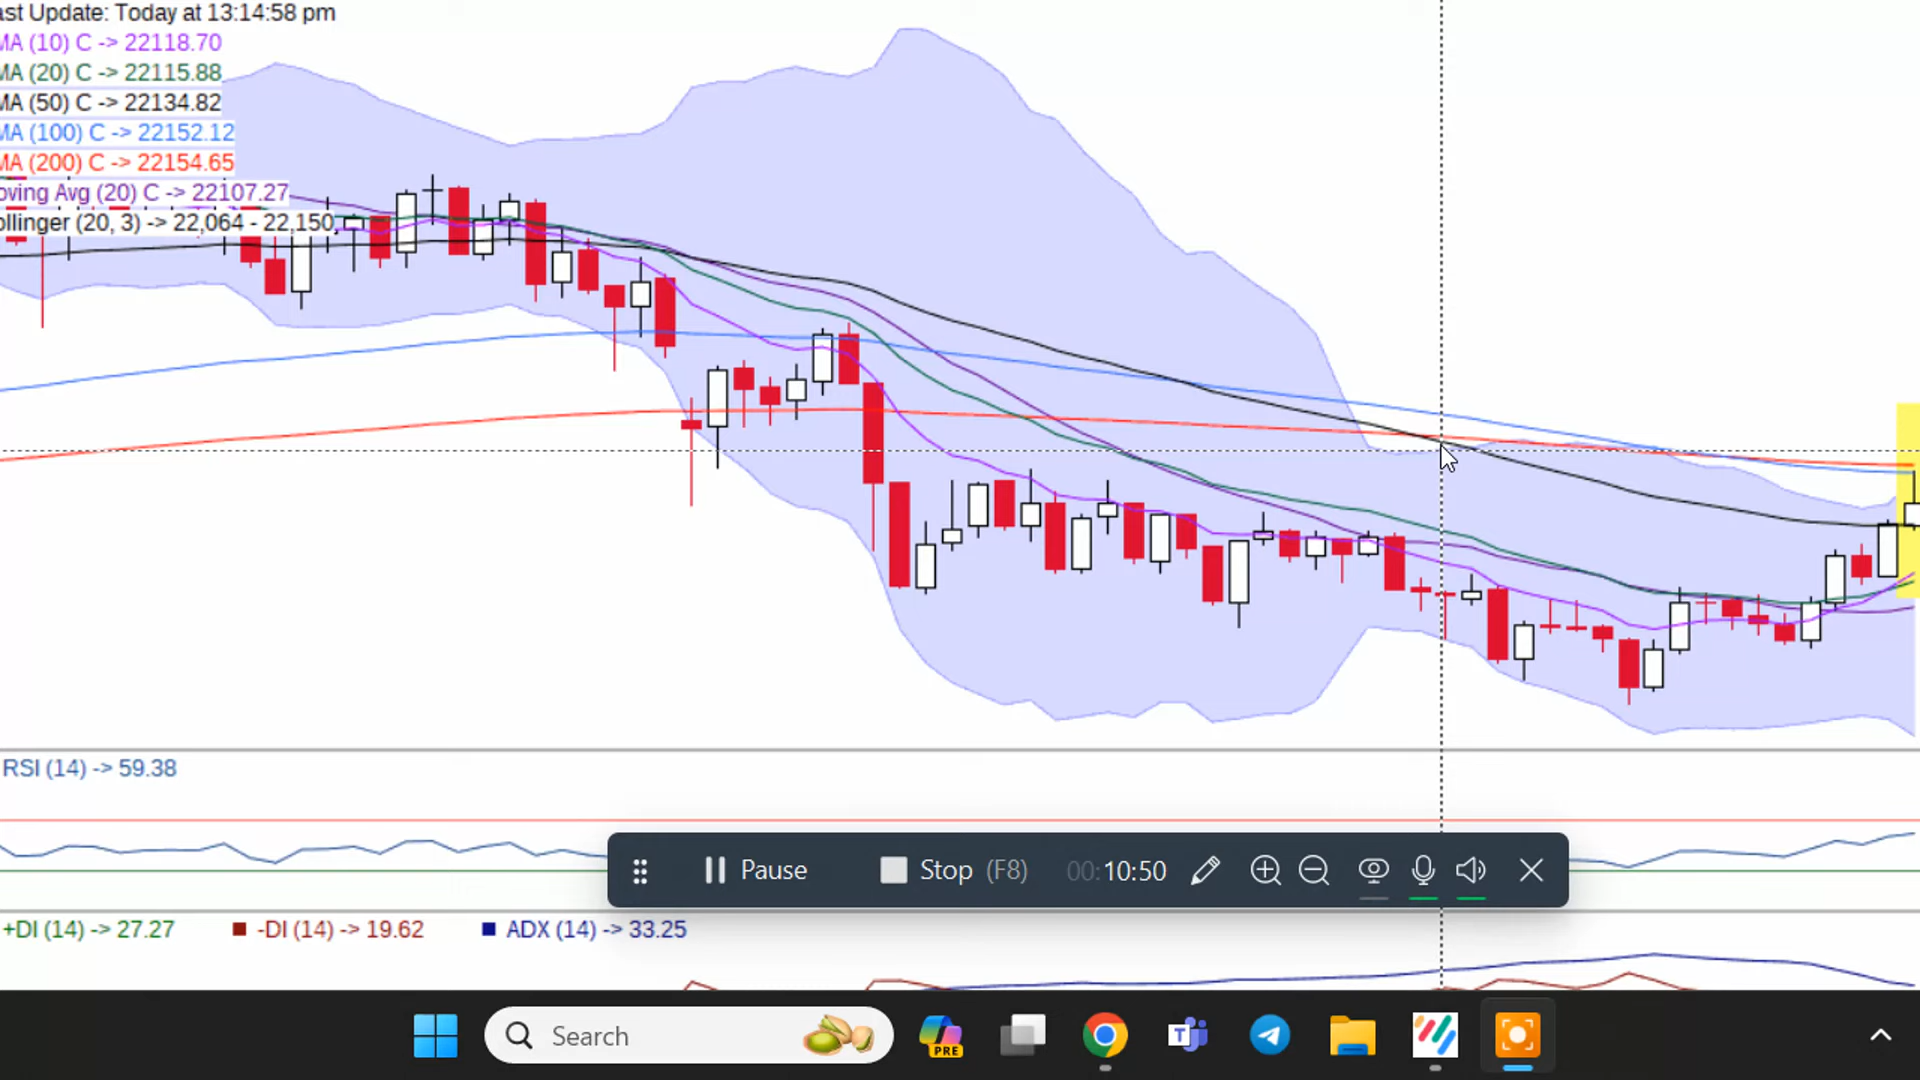 ast Update: Today at 13:14:58 pm
MA (10) C -> 22118.70
MA (20) C -> 22115.88
MA (50) C -> 22134.82
MA (100) C -> 22152.12
MA (200) C -> 22154.65
oving Avg (20) C -> 22107.27
ollinger (20, 3) -> 22,064 - 22,150
RSI (14) -> 59.38
Pause Stop (F8) 00:10:50
+DI (14) -> 27.27 -DI (14) -> 19.62 ADX (14) -> 33.25
Search
PRE
T